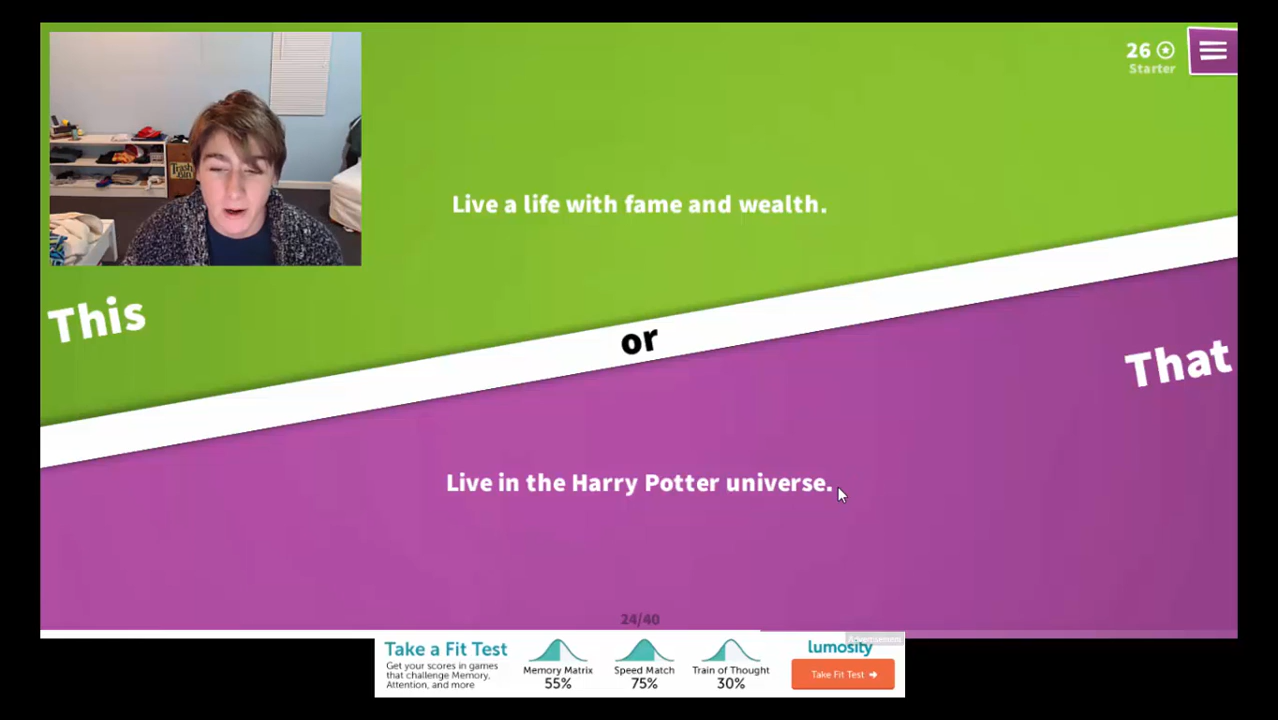 26
Starter
Live a life with fame and wealth.
This
or
That
Live in the Harry Potter universe.
24/40
Advertisement
Take a Fit Test
Get your scores in games
that challenge Memory,
Attention, and more
Memory Matrix
55%
Speed Match
75%
Train of Thought
30%
lumosity
Take Fit Test →